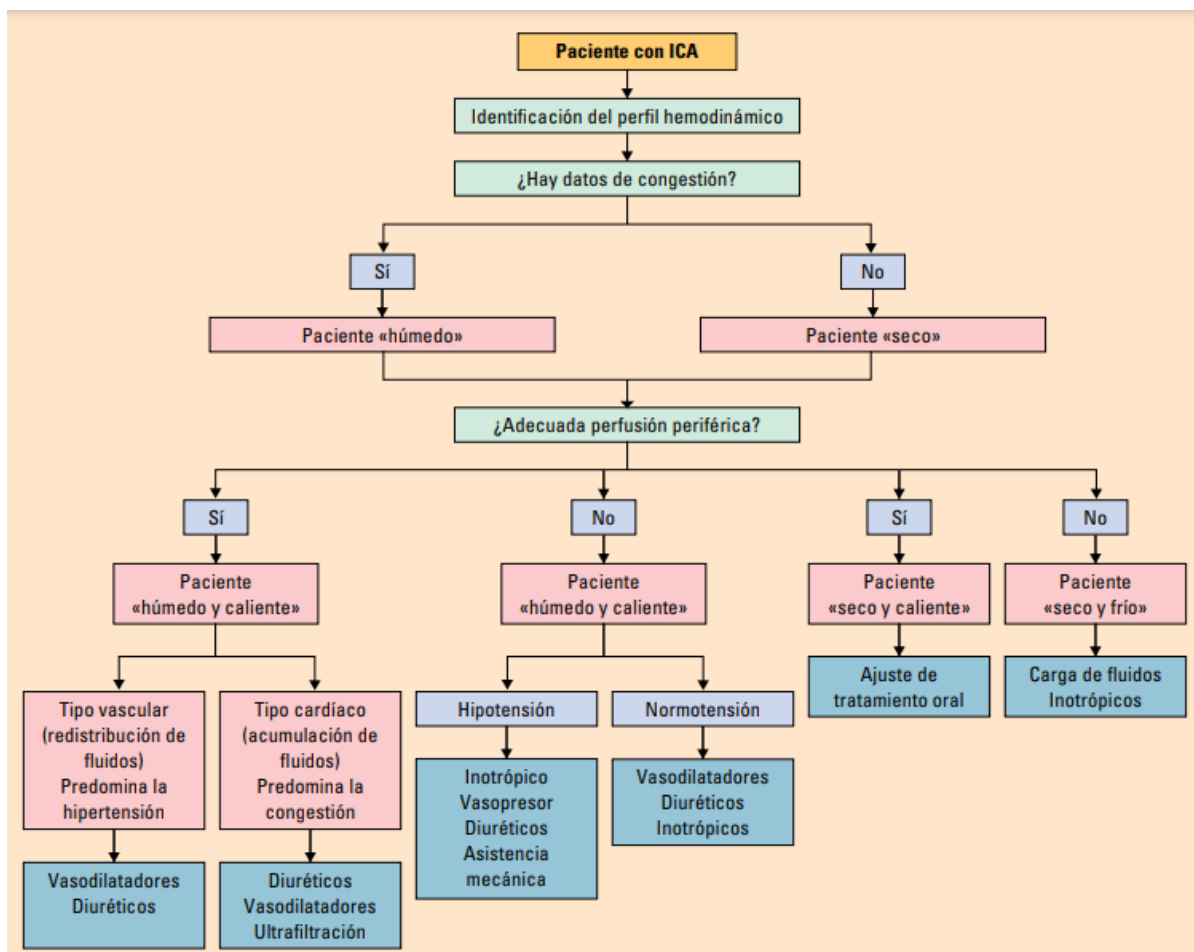 Paciente con ICA
Identificación del perfil hemodinámico
¿Hay datos de congestión?
Sí
No
Paciente «húmedo»
Paciente «seco»
¿Adecuada perfusión periférica?
Sí
No
Sí
No
Paciente
«húmedo y caliente»
Paciente
«húmedo y caliente»
Paciente
«seco y caliente»
Paciente
«seco y frío»
Tipo vascular
(redistribución de
fluidos)
Predomina la
hipertensión
Tipo cardíaco
(acumulación de
fluidos)
Predomina la
congestión
Hipotensión
Normotensión
Ajuste de
tratamiento oral
Carga de fluidos
Inotrópicos
Inotrópico
Vasopresor
Diuréticos
Asistencia
mecánica
Vasodilatadores
Diuréticos
Inotrópicos
Vasodilatadores
Diuréticos
Diuréticos
Vasodilatadores
Ultrafiltración